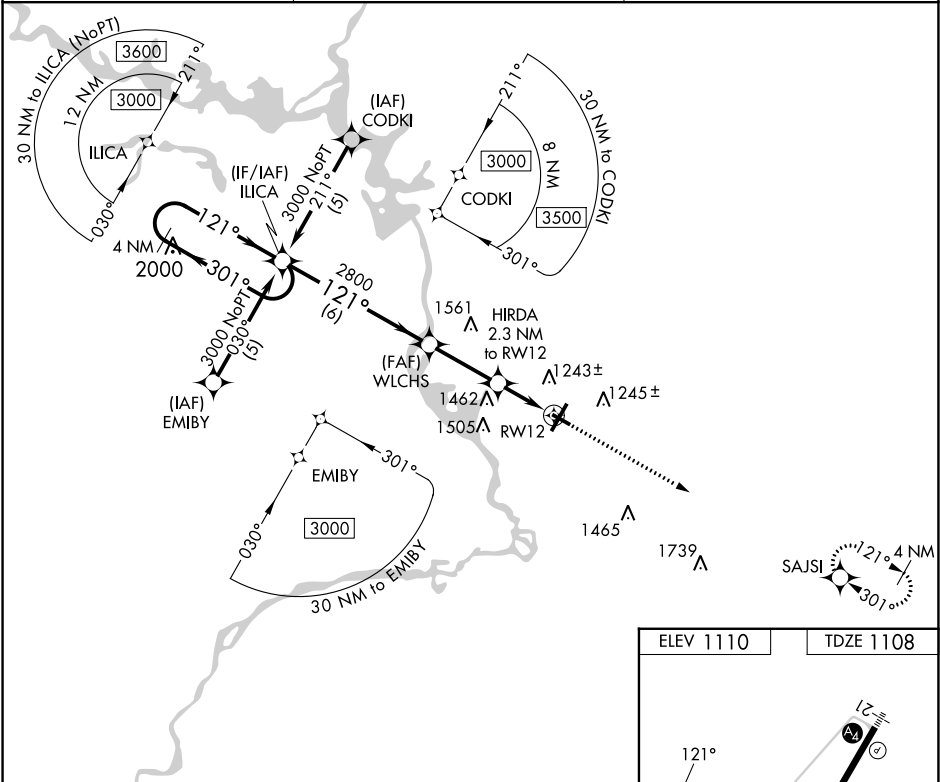 30 NM to ILICA (NoPT)
3600
12 NM
3000
211°
ILICA
030°
(IAF)
CODKI
(IF/IAF)
ILICA
3000 NoPT
211°
(5)
211°
3000
8 NM
30 NM to CODKI
CODKI
3500
301°
121°
4 NM
2000
301°
2800
121°
(6)
3000 NoPT
030°
(5)
(IAF)
EMIBY
1561
HIRDA
2.3 NM
to RW12
(FAF)
WLCHS
1243±
1462
1245±
1505
RW12
301°
EMIBY
030°
3000
30 NM to EMIBY
1465
1739
SAJSI
121°
4 NM
301°
ELEV 1110
TDZE 1108
21
A4
P
121°